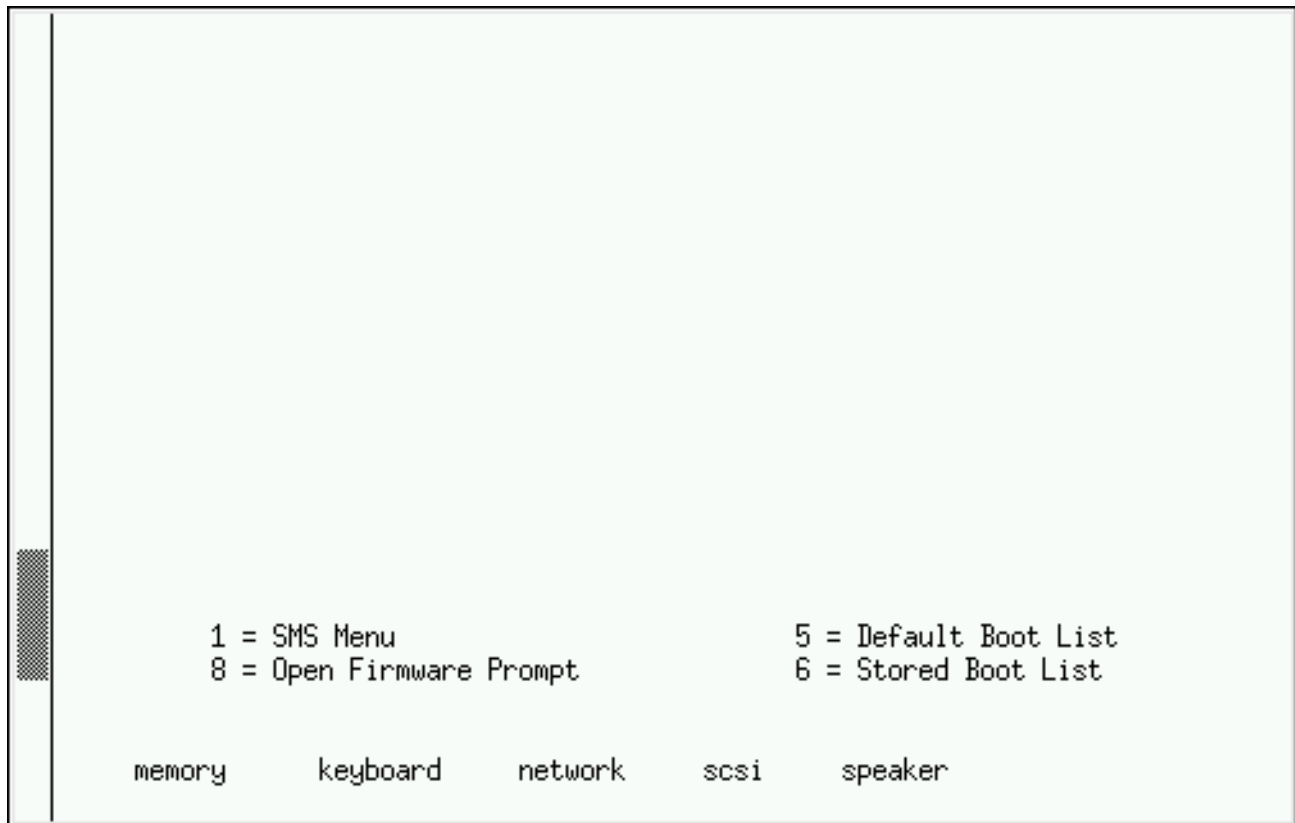 1 = SMS Menu 5 = Default Boot List
8 = Open Firmware Prompt 6 = Stored Boot List
memory keyboard network scsi speaker